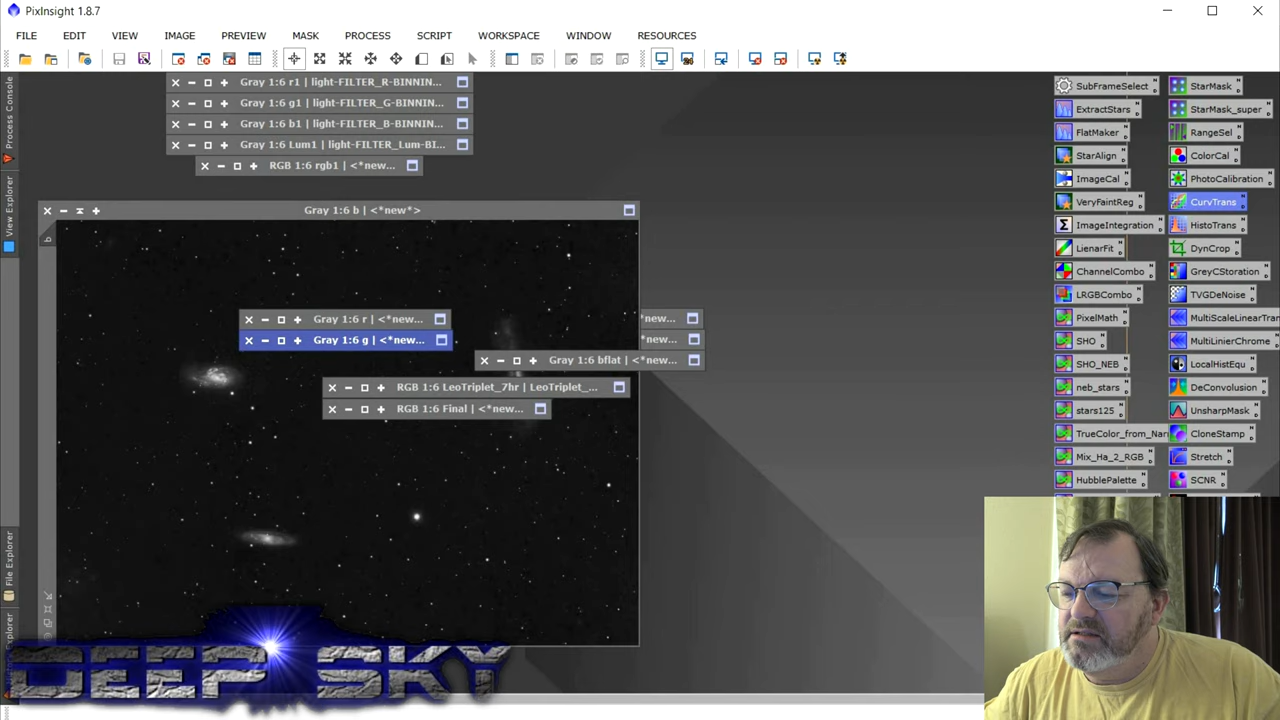 PixInsight 1.8.7
FILE EDIT VIEW IMAGE MASK PREVIEW PROCESS SCRIPT WORKSPACE WINDOW RESOURCES
Process Console
View Explorer
File Explorer
Gray 1:6 r1 | light-FILTER_R-BINNIN...
Gray 1:6 g1 | light-FILTER_G-BINNIN...
Gray 1:6 b1 | light-FILTER_B-BINNIN...
Gray 1:6 Lum1 | light-FILTER_Lum-BI...
RGB 1:6 rgb1 | <*new...
Gray 1:6 b | <*new*>
b
Gray 1:6 r | <*new...
*new...
Gray 1:6 g | <*new...
*new...
Gray 1:6 bflat | <*new...
RGB 1:6 LeoTriplet_7hr | LeoTriplet_...
RGB 1:6 Final | <*new...
SubFrameSelect
StarMask
ExtractStars
StarMask_super
FlatMaker
RangeSel
StarAlign
ColorCal
ImageCal
PhotoCalibration
VeryFaintReg
CurvTrans
ImageIntegration
HistoTrans
LienarFit
DynCrop
ChannelCombo
GreyCStoration
LRGBCombo
TVGDeNoise
PixelMath
MultiScaleLinearTran
SHO
MultiLinierChrome
SHO_NEB
LocalHistEqu
neb_stars
DeConvolution
stars125
UnsharpMask
TrueColor_from_Nar
CloneStamp
Mix_Ha_2_RGB
Stretch
HubblePalette
SCNR
DEEP SKY